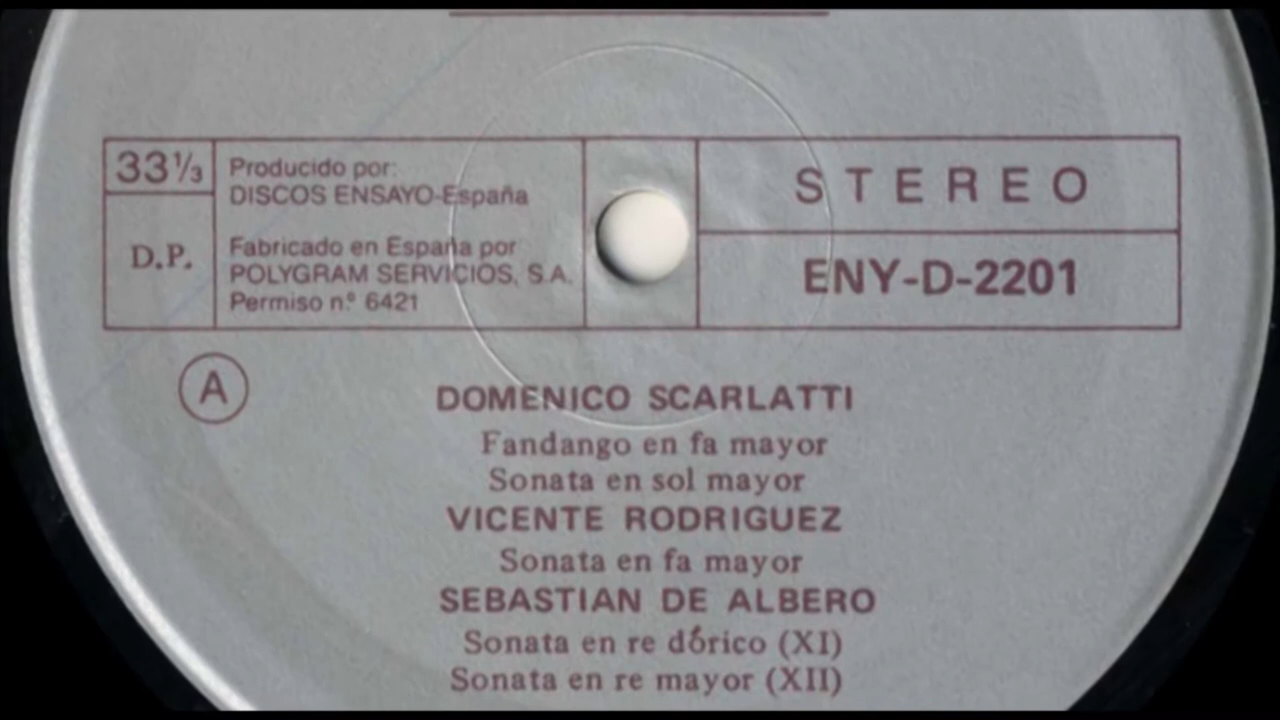 33⅓
Producido por:
DISCOS ENSAYO-España
D.P.
Fabricado en España por
POLYGRAM SERVICIOS, S.A.
Permiso n.º 6421
STEREO
ENY-D-2201
A
DOMENICO SCARLATTI
Fandango en fa mayor
Sonata en sol mayor
VICENTE RODRIGUEZ
Sonata en fa mayor
SEBASTIAN DE ALBERO
Sonata en re dórico (XI)
Sonata en re mayor (XII)